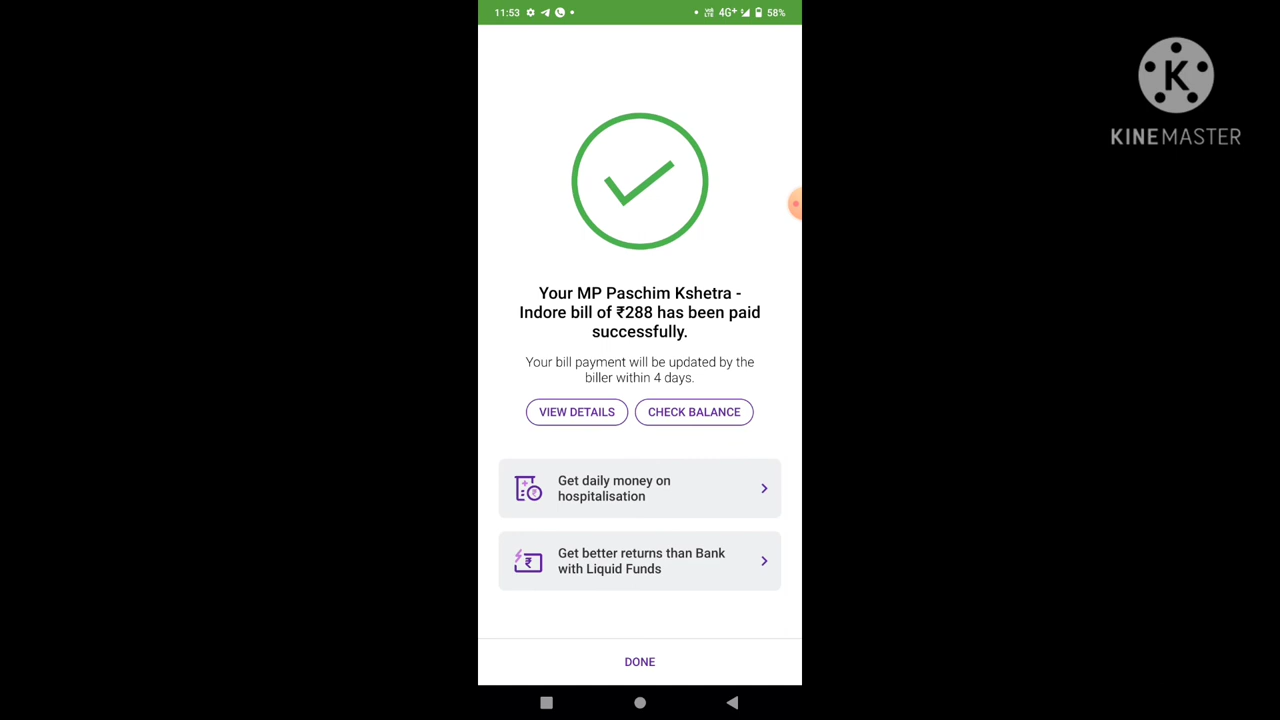 11:53
4G+ 58%
KINEMASTER
Your MP Paschim Kshetra -
Indore bill of ₹288 has been paid
successfully.
Your bill payment will be updated by the
biller within 4 days.
VIEW DETAILS CHECK BALANCE
Get daily money on
hospitalisation
Get better returns than Bank
with Liquid Funds
DONE